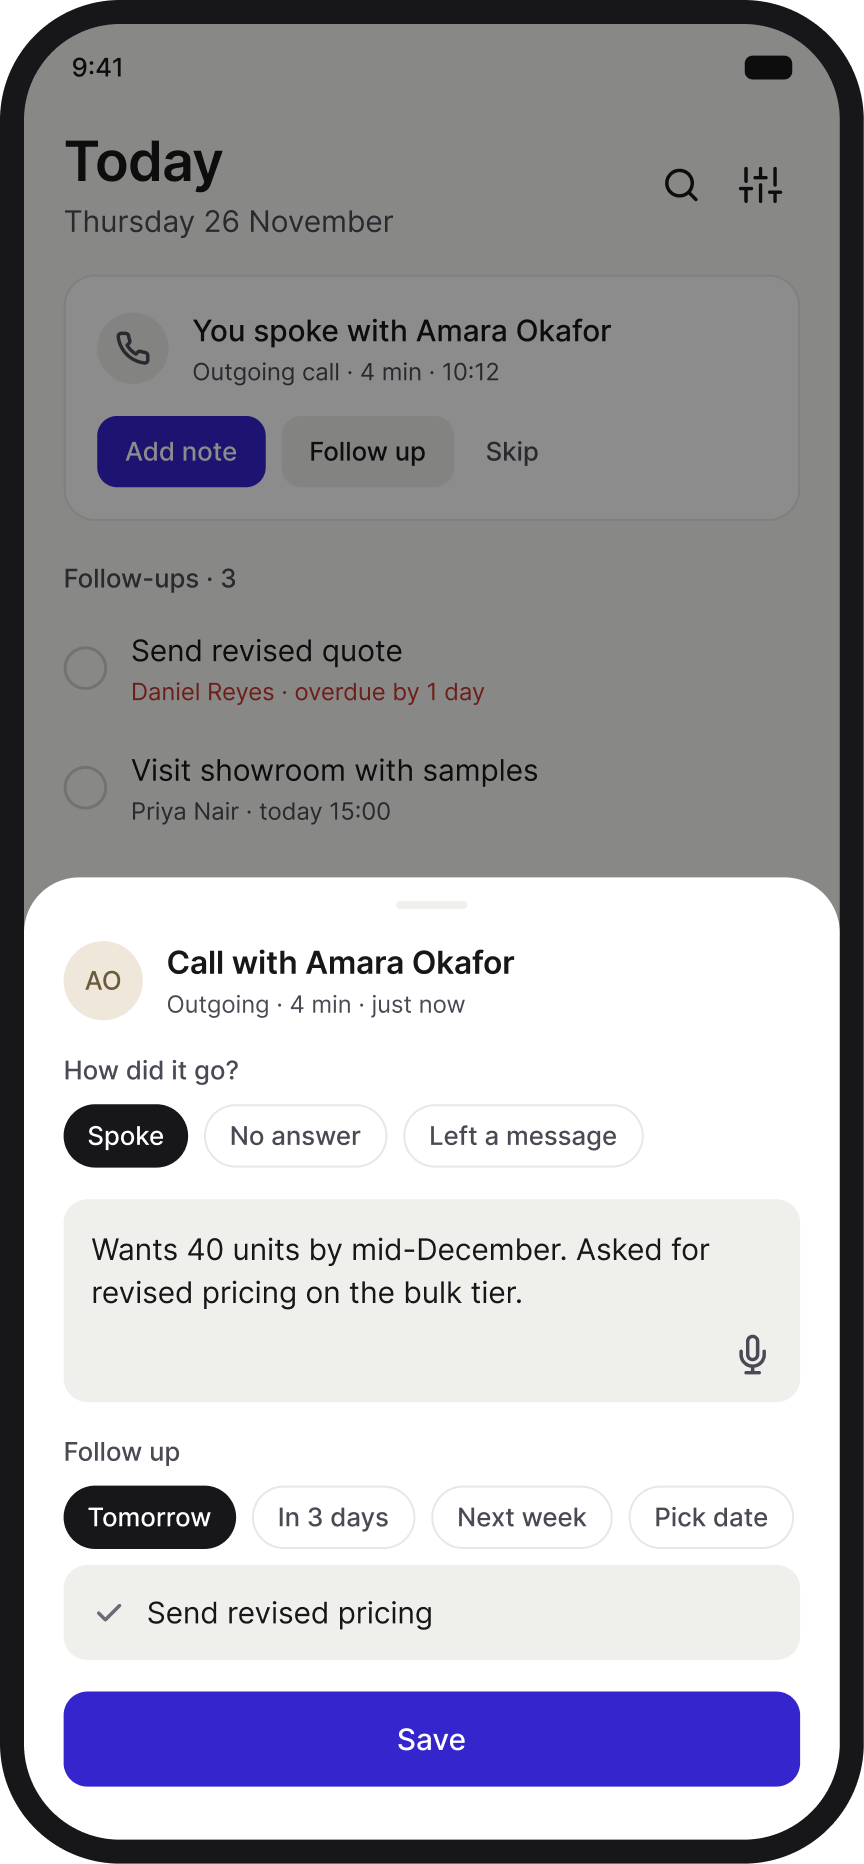 9:41
Today
Thursday 26 November
You spoke with Amara Okafor
Outgoing call · 4 min · 10:12
Add note
Follow up
Skip
Follow-ups · 3
Send revised quote
Daniel Reyes · overdue by 1 day
Visit showroom with samples
Priya Nair · today 15:00
AO
Call with Amara Okafor
Outgoing · 4 min · just now
How did it go?
Spoke
No answer
Left a message
Wants 40 units by mid-December. Asked for
revised pricing on the bulk tier.
Follow up
Tomorrow
In 3 days
Next week
Pick date
Send revised pricing
Save